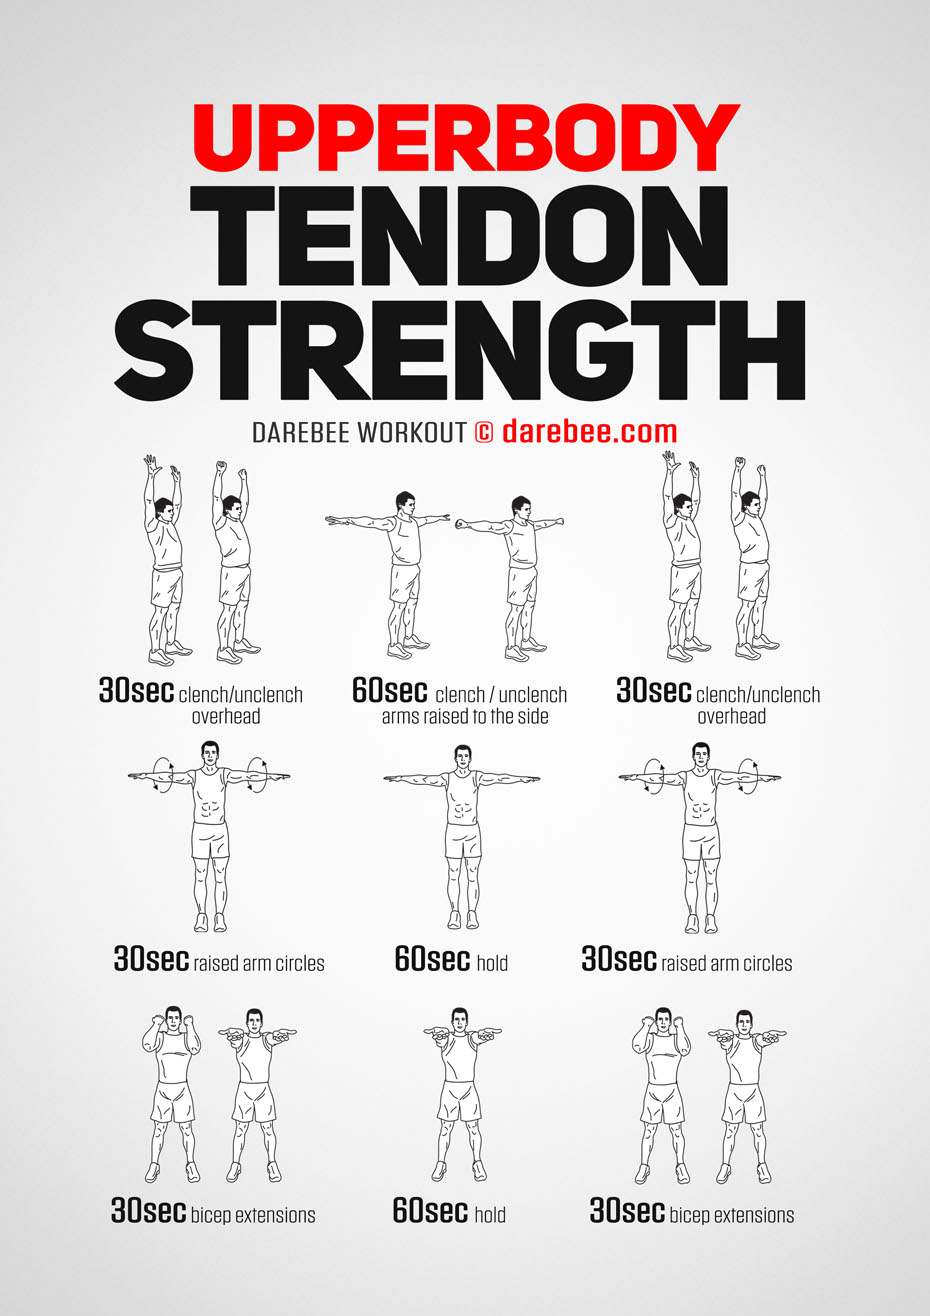 UPPERBODY
TENDON
STRENGTH
DAREBEE WORKOUT © darebee.com
30sec clench/unclench
overhead
60sec clench / unclench
arms raised to the side
30sec clench/unclench
overhead
30sec raised arm circles
60sec hold
30sec raised arm circles
30sec bicep extensions
60sec hold
30sec bicep extensions